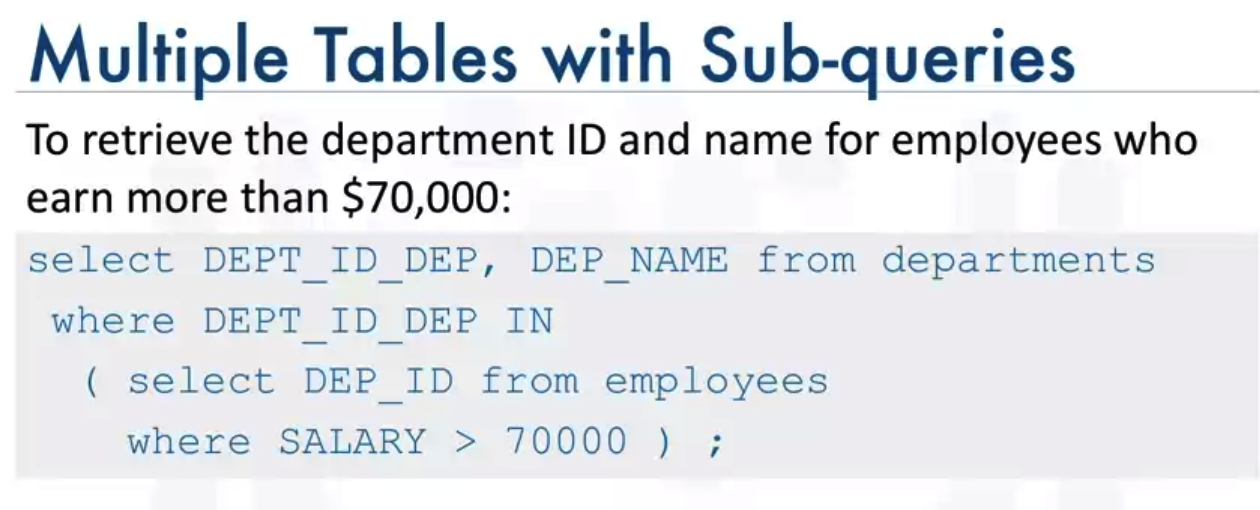 Multiple Tables with Sub-queries
To retrieve the department ID and name for employees who
earn more than $70,000:
select DEPT_ID_DEP, DEP_NAME from departments
where DEPT_ID_DEP IN
( select DEP_ID from employees
where SALARY > 70000 ) ;